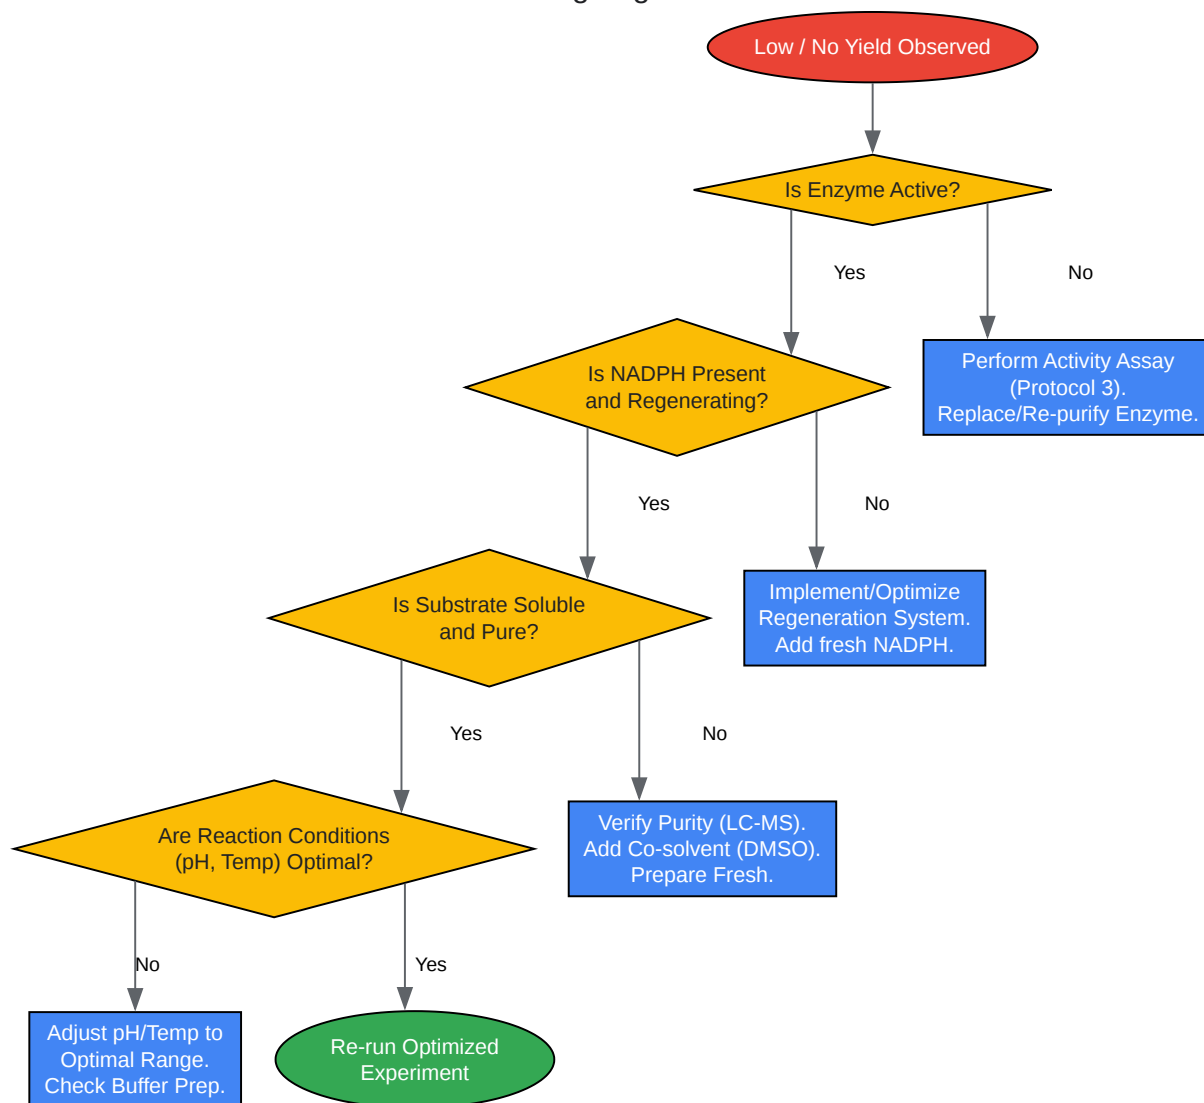 Low / No Yield Observed
Is Enzyme Active?
Yes
No
Is NADPH Present
and Regenerating?
Perform Activity Assay
(Protocol 3).
Replace/Re-purify Enzyme.
Yes
No
Is Substrate Soluble
and Pure?
Implement/Optimize
Regeneration System.
Add fresh NADPH.
Yes
No
Are Reaction Conditions
(pH, Temp) Optimal?
Verify Purity (LC-MS).
Add Co-solvent (DMSO).
Prepare Fresh.
No
Yes
Adjust pH/Temp to
Optimal Range.
Check Buffer Prep.
Re-run Optimized
Experiment